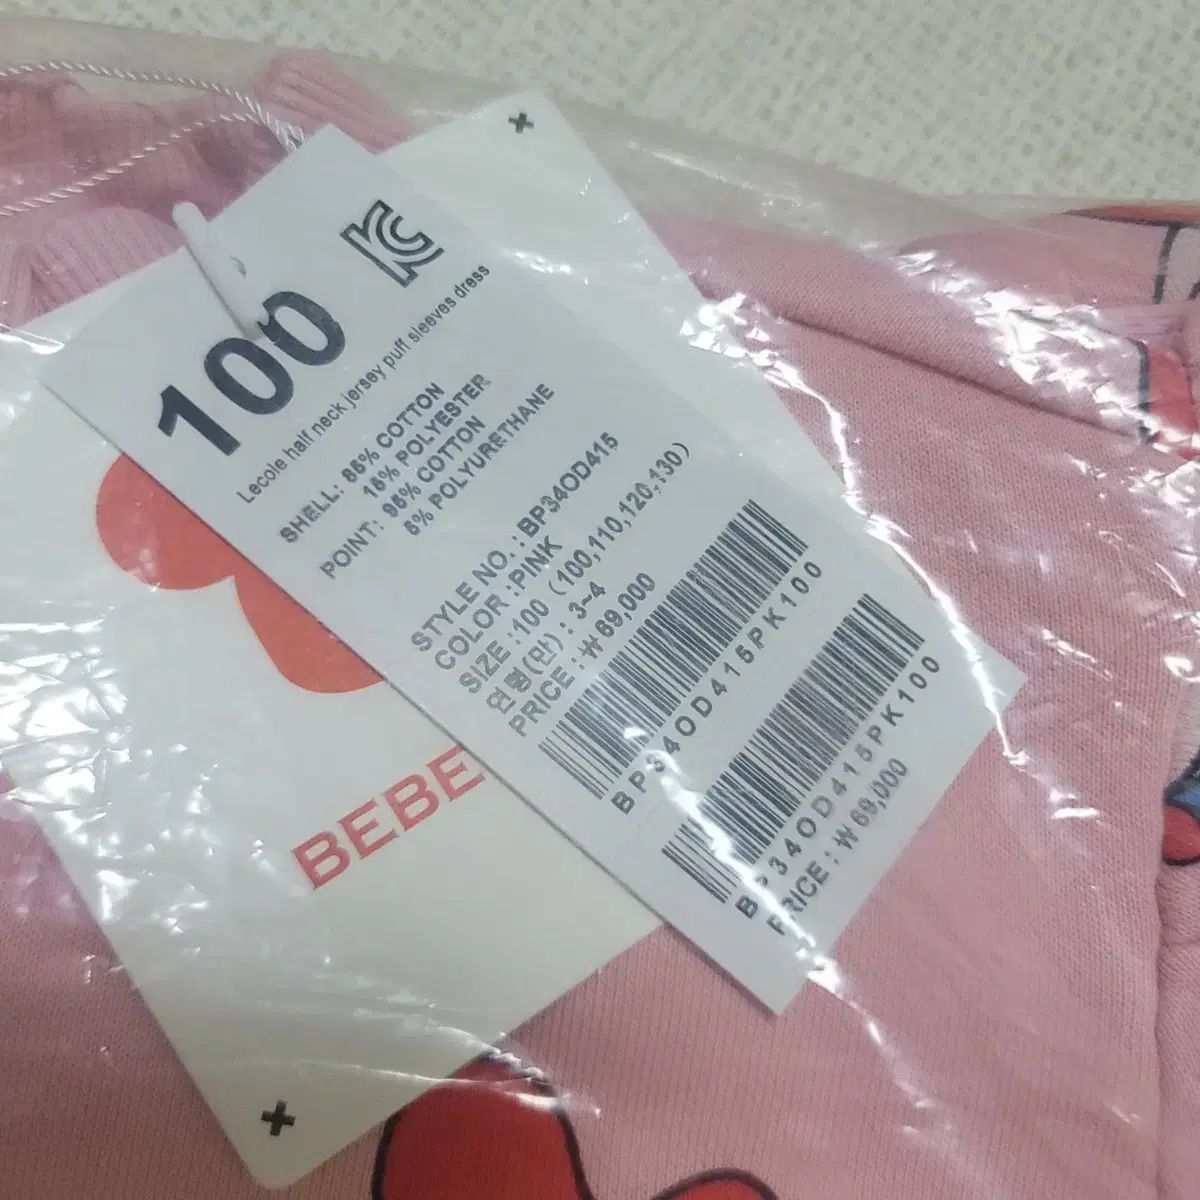 100
Lecole half neck jersey puff sleeves dress
SHELL: 85% COTTON
15% POLYESTER
POINT: 95% COTTON
5% POLYURETHANE
STYLE NO. : BP34OD415
COLOR : PINK
SIZE : 100 (100,110,120,130)
연령(만) : 3~4
PRICE : ₩ 69,000
BP34OD415PK100
BP34OD415PK100
PRICE : ₩ 69,000
BEBE